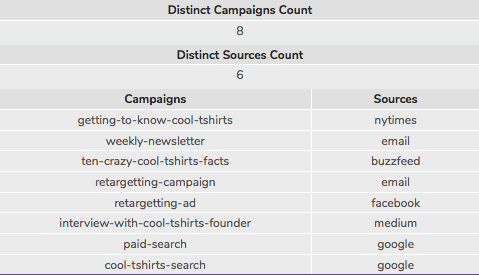 Distinct Campaigns Count
8
Distinct Sources Count
6
Campaigns Sources
getting-to-know-cool-tshirts nytimes
weekly-newsletter email
ten-crazy-cool-tshirts-facts buzzfeed
retargetting-campaign email
retargetting-ad facebook
interview-with-cool-tshirts-founder medium
paid-search google
cool-tshirts-search google